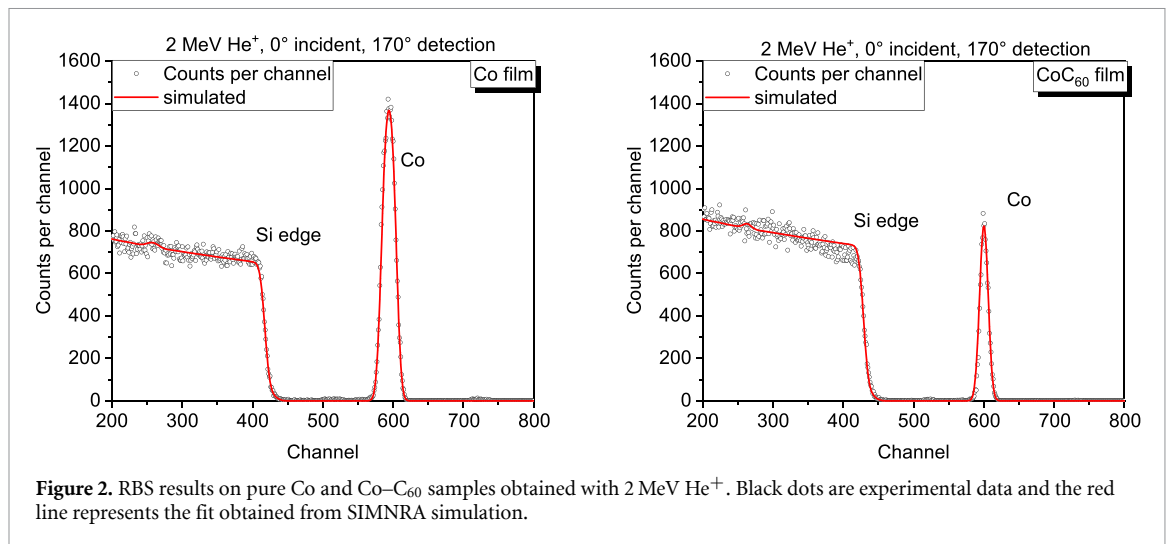 2 MeV He⁺, 0° incident, 170° detection
Counts per channel
simulated
Co film
Co
Si edge
Counts per channel
1600
1400
1200
1000
800
600
400
200
0
200 300 400 500 600 700 800
Channel
2 MeV He⁺, 0° incident, 170° detection
Counts per channel
simulated
CoC₆₀ film
Co
Si edge
Counts per channel
1600
1400
1200
1000
800
600
400
200
0
200 300 400 500 600 700 800
Channel
Figure 2. RBS results on pure Co and Co–C₆₀ samples obtained with 2 MeV He⁺. Black dots are experimental data and the red
line represents the fit obtained from SIMNRA simulation.